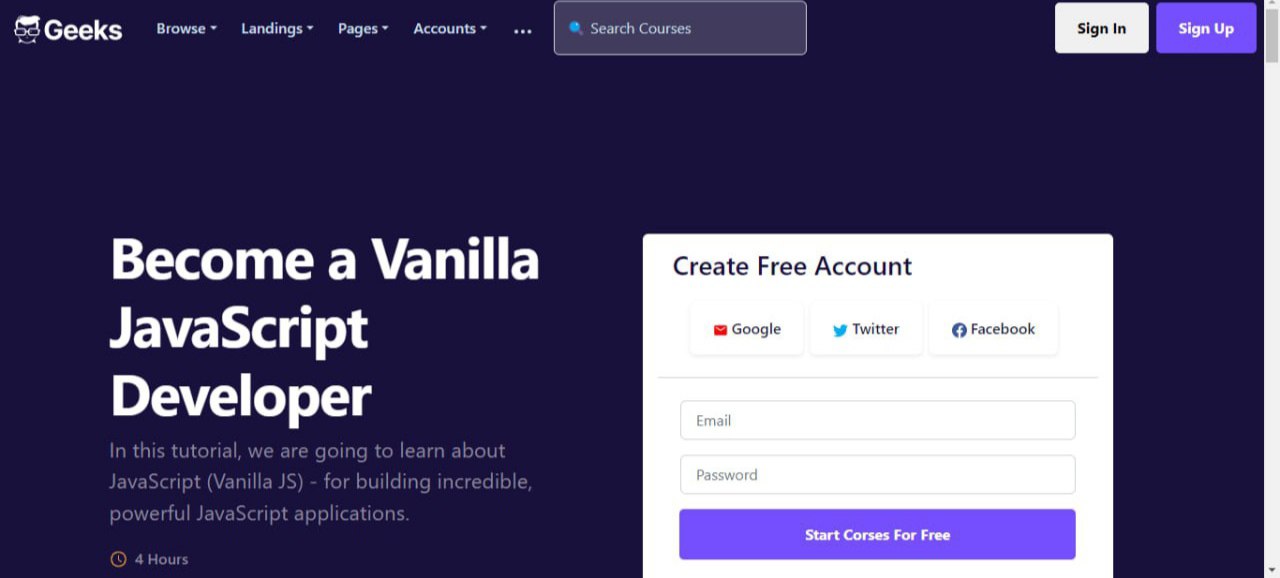 Geeks
Browse
Landings
Pages
Accounts
...
Search Courses
Sign In
Sign Up
Become a Vanilla
JavaScript
Developer
In this tutorial, we are going to learn about
JavaScript (Vanilla JS) - for building incredible,
powerful JavaScript applications.
4 Hours
Create Free Account
Google
Twitter
Facebook
Email
Password
Start Corses For Free